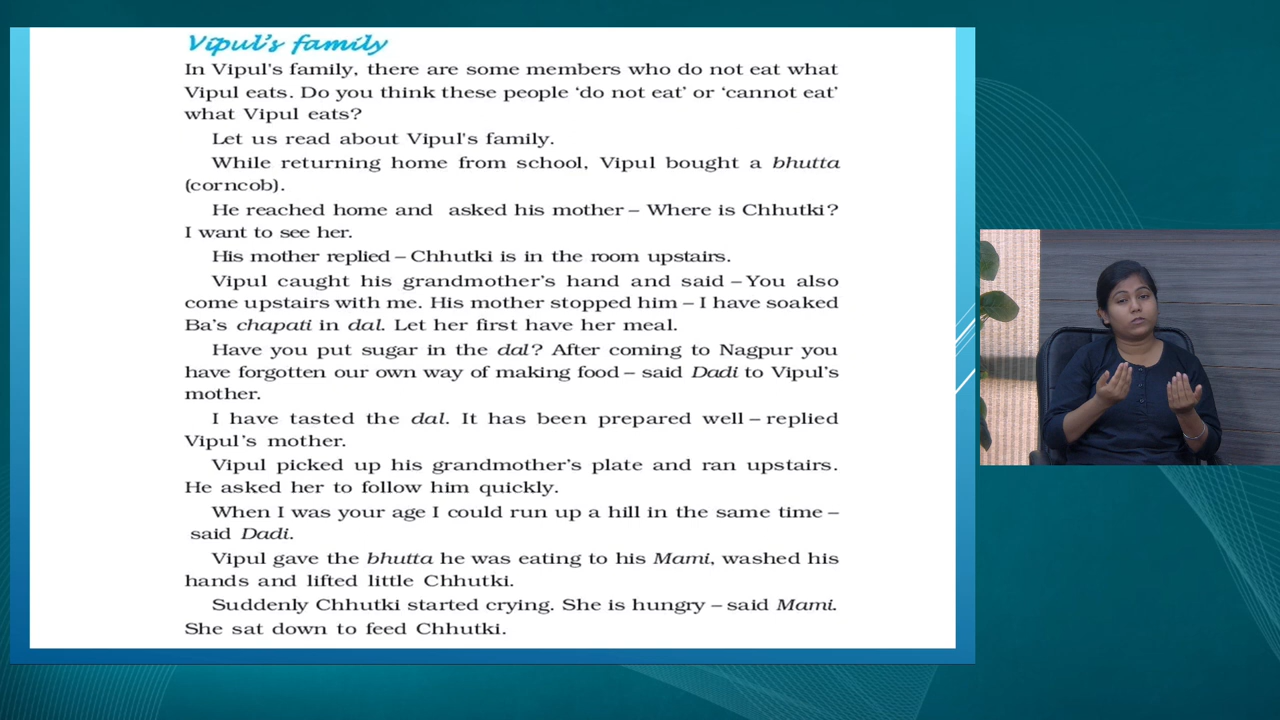 Vipul's family
In Vipul's family, there are some members who do not eat what
Vipul eats. Do you think these people ‘do not eat’ or ‘cannot eat’
what Vipul eats?
Let us read about Vipul's family.
While returning home from school, Vipul bought a bhutta
(corncob).
He reached home and asked his mother – Where is Chhutki?
I want to see her.
His mother replied – Chhutki is in the room upstairs.
Vipul caught his grandmother’s hand and said – You also
come upstairs with me. His mother stopped him – I have soaked
Ba’s chapati in dal. Let her first have her meal.
Have you put sugar in the dal? After coming to Nagpur you
have forgotten our own way of making food – said Dadi to Vipul’s
mother.
I have tasted the dal. It has been prepared well – replied
Vipul’s mother.
Vipul picked up his grandmother’s plate and ran upstairs.
He asked her to follow him quickly.
When I was your age I could run up a hill in the same time –
said Dadi.
Vipul gave the bhutta he was eating to his Mami, washed his
hands and lifted little Chhutki.
Suddenly Chhutki started crying. She is hungry – said Mami.
She sat down to feed Chhutki.